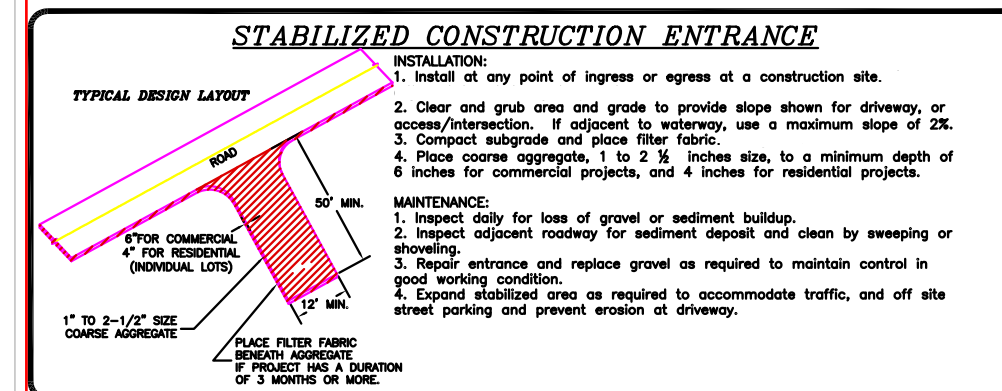 STABILIZED CONSTRUCTION ENTRANCE
TYPICAL DESIGN LAYOUT
ROAD
50' MIN.
6"FOR COMMERCIAL
4" FOR RESIDENTIAL
(INDIVIDUAL LOTS)
12' MIN.
1" TO 2-1/2" SIZE
COARSE AGGREGATE
PLACE FILTER FABRIC
BENEATH AGGREGATE
IF PROJECT HAS A DURATION
OF 3 MONTHS OR MORE.
INSTALLATION:
1. Install at any point of ingress or egress at a construction site.
2. Clear and grub area and grade to provide slope shown for driveway, or
access/intersection. If adjacent to waterway, use a maximum slope of 2%.
3. Compact subgrade and place filter fabric.
4. Place coarse aggregate, 1 to 2 ½ inches size, to a minimum depth of
6 inches for commercial projects, and 4 inches for residential projects.
MAINTENANCE:
1. Inspect daily for loss of gravel or sediment buildup.
2. Inspect adjacent roadway for sediment deposit and clean by sweeping or
shoveling.
3. Repair entrance and replace gravel as required to maintain control in
good working condition.
4. Expand stabilized area as required to accommodate traffic, and off site
street parking and prevent erosion at driveway.